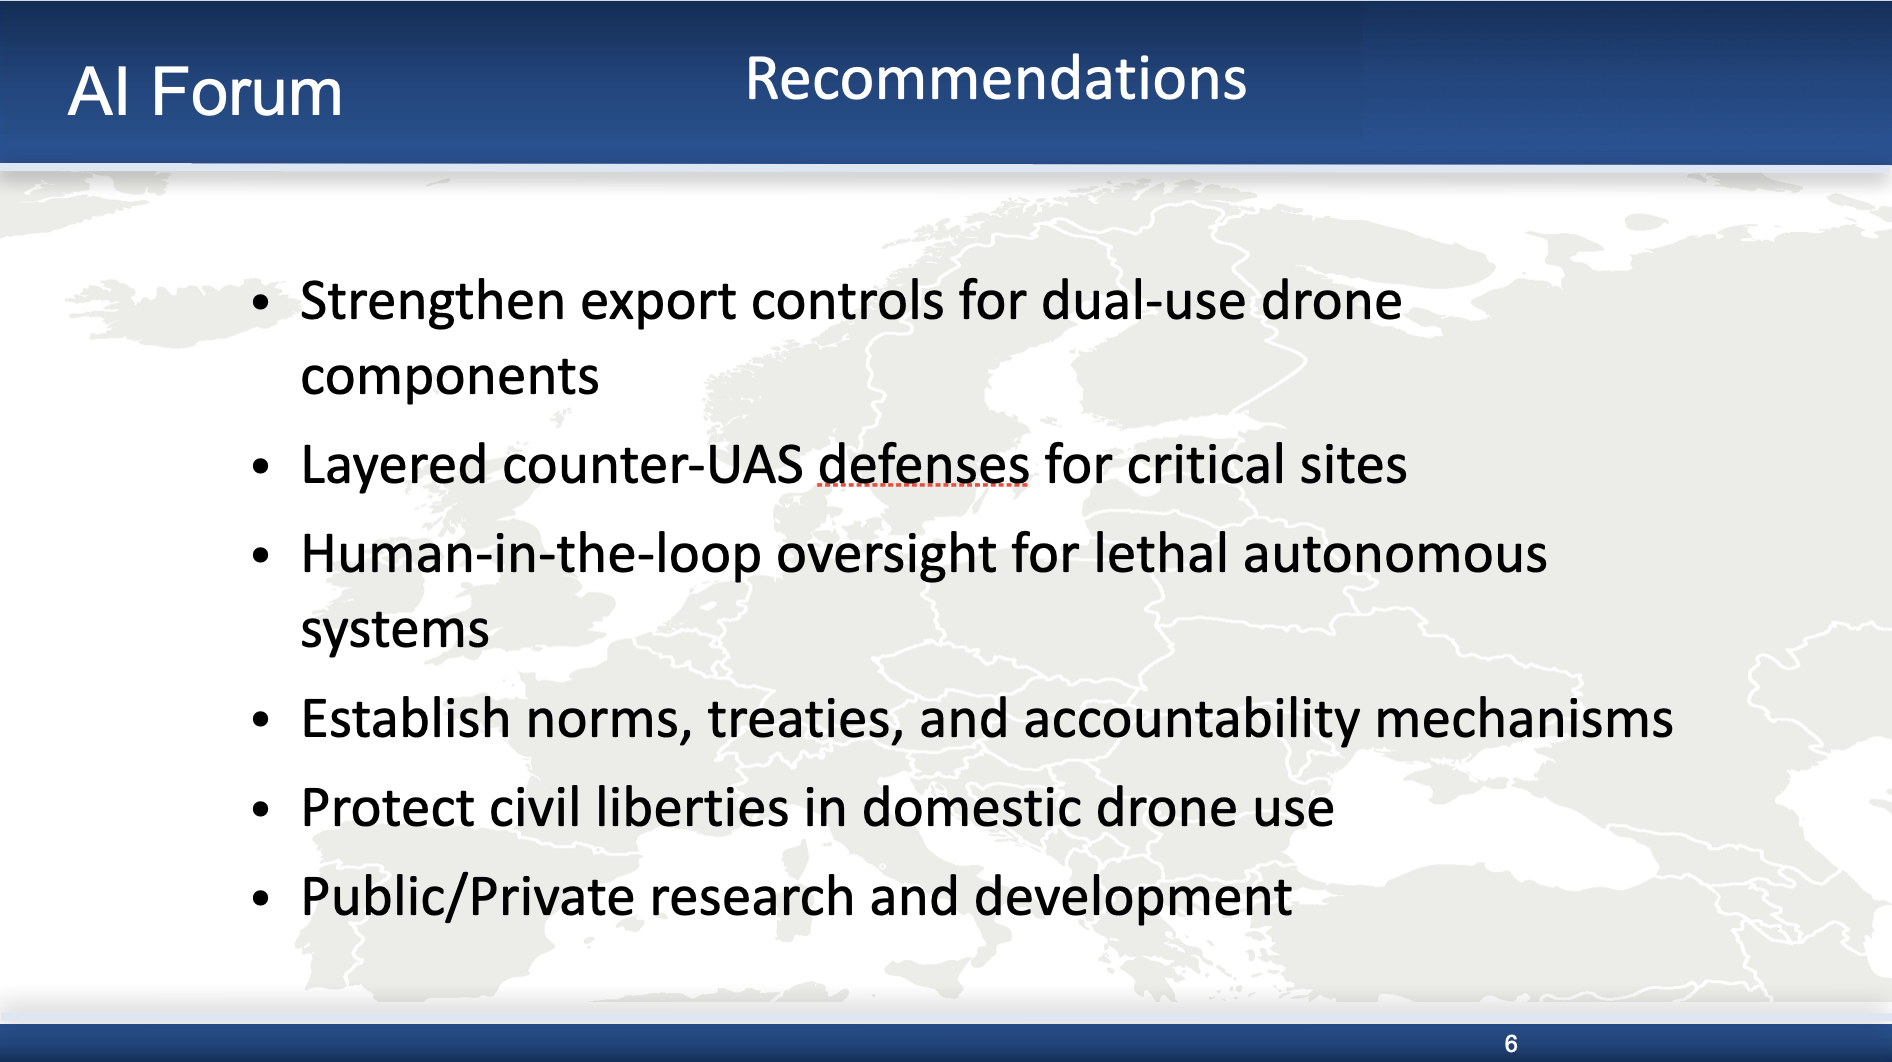 AI Forum
Recommendations
• Strengthen export controls for dual-use drone
components
• Layered counter-UAS defenses for critical sites
• Human-in-the-loop oversight for lethal autonomous
systems
• Establish norms, treaties, and accountability mechanisms
• Protect civil liberties in domestic drone use
• Public/Private research and development
6